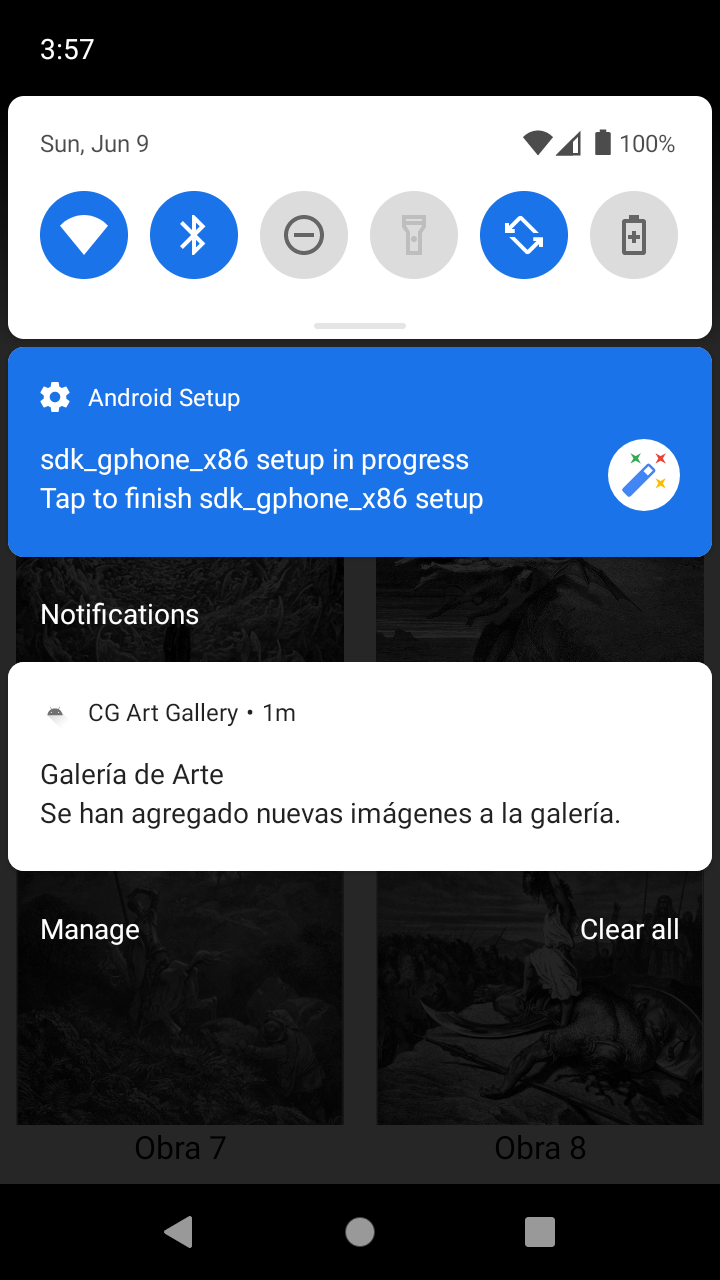 3:57
Sun, Jun 9
100%
Android Setup
sdk_gphone_x86 setup in progress
Tap to finish sdk_gphone_x86 setup
Notifications
CG Art Gallery • 1m
Galería de Arte
Se han agregado nuevas imágenes a la galería.
Manage
Clear all
Obra 7
Obra 8